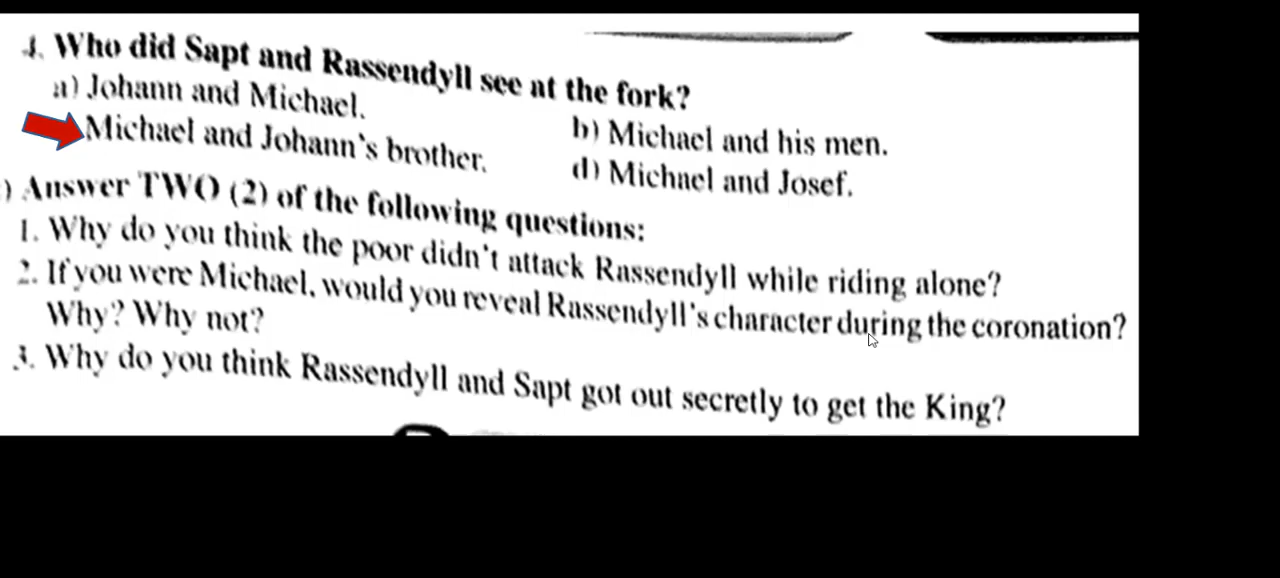 4. Who did Sapt and Rassendyll see at the fork?
a) Johann and Michael.
b) Michael and his men.
Michael and Johann's brother.
d) Michael and Josef.
) Answer TWO (2) of the following questions:
1. Why do you think the poor didn't attack Rassendyll while riding alone?
2. If you were Michael, would you reveal Rassendyll's character during the coronation?
Why? Why not?
3. Why do you think Rassendyll and Sapt got out secretly to get the King?